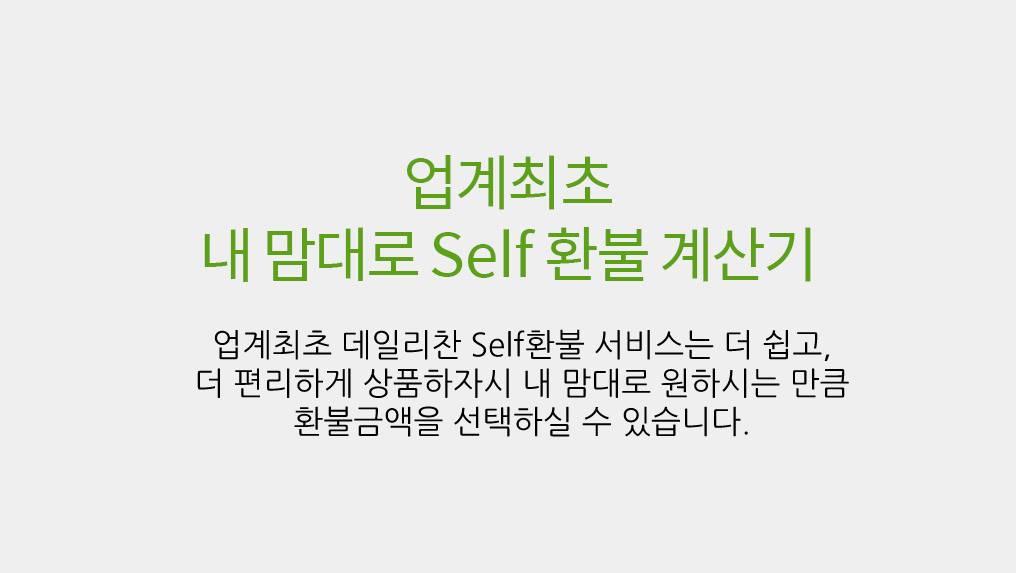 업계최초
내 맘대로 Self 환불 계산기
업계최초 데일리찬 Self환불 서비스는 더 쉽고,
더 편리하게 상품하자시 내 맘대로 원하시는 만큼
환불금액을 선택하실 수 있습니다.